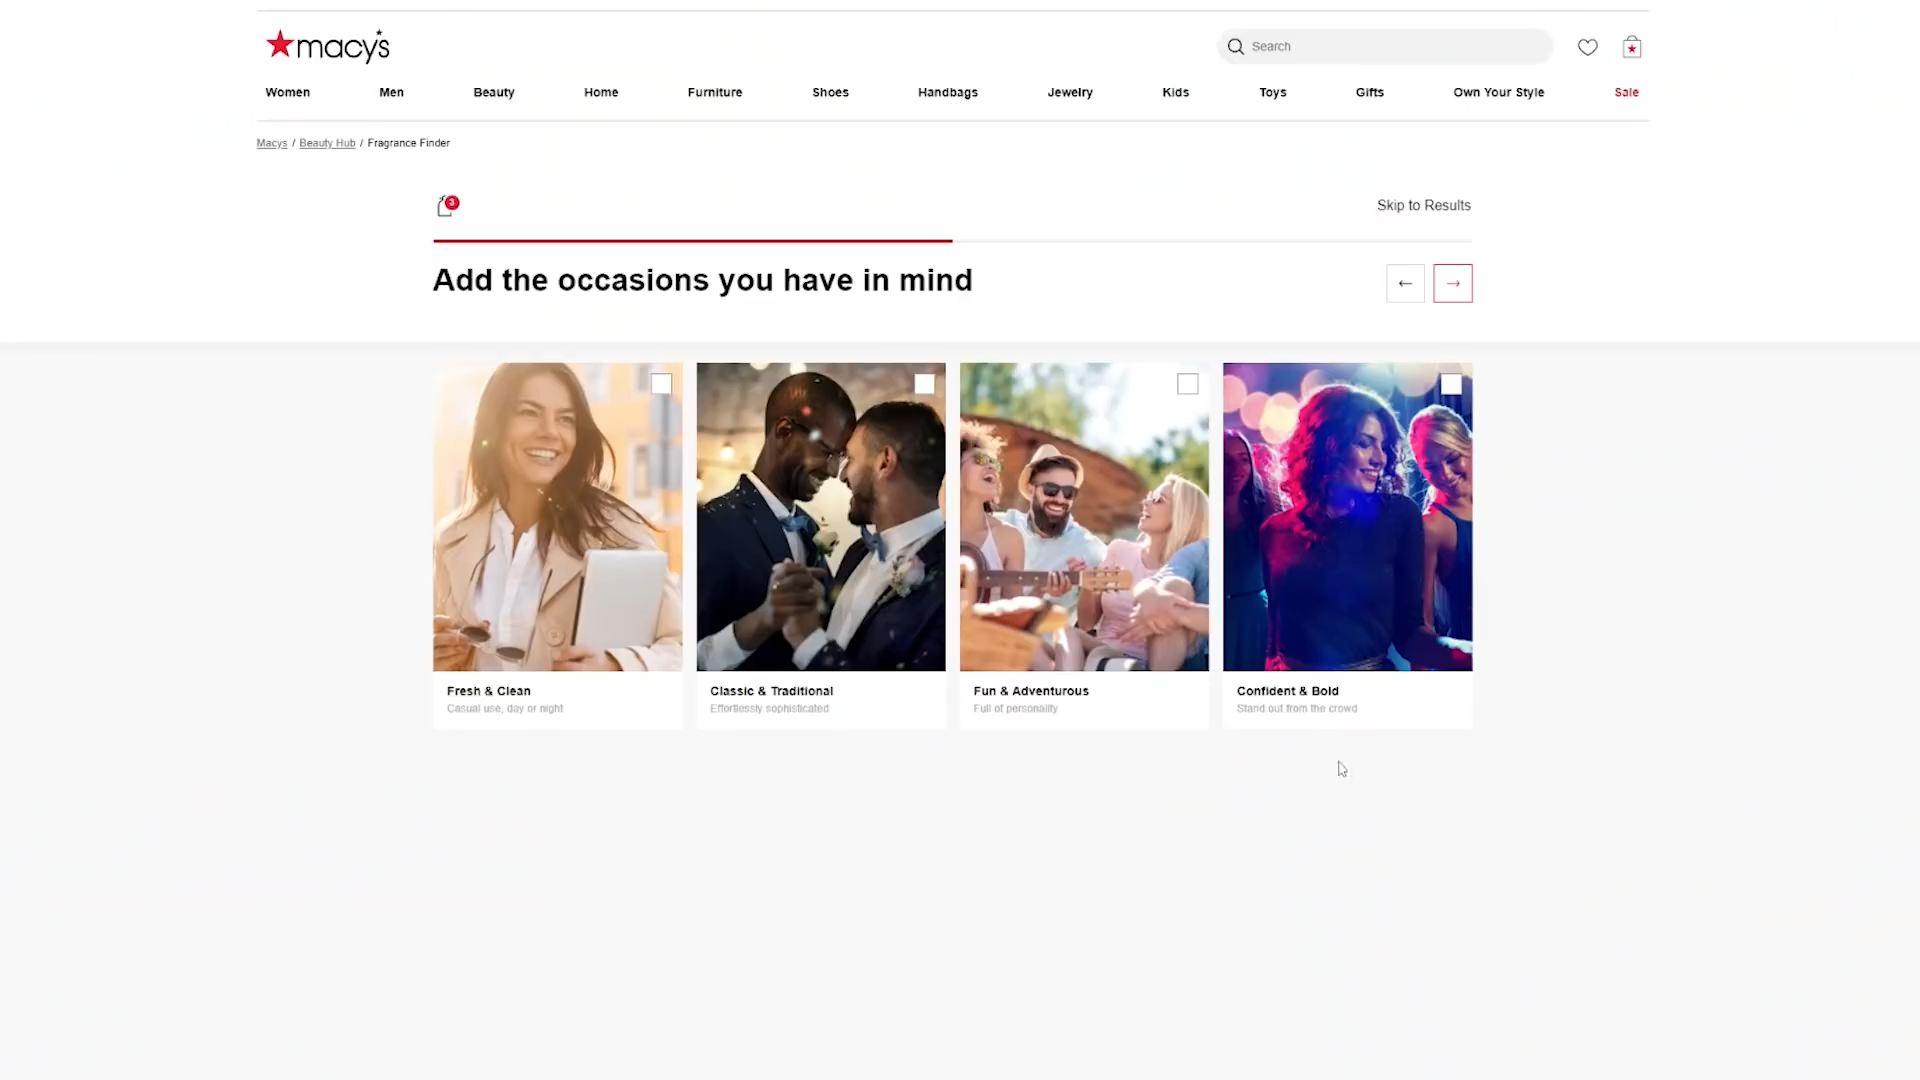 macy's
Search
Women Men Beauty Home Furniture Shoes Handbags Jewelry Kids Toys Gifts Own Your Style Sale
Macys / Beauty Hub / Fragrance Finder
3
Skip to Results
Add the occasions you have in mind
Fresh & Clean
Casual use, day or night
Classic & Traditional
Effortlessly sophisticated
Fun & Adventurous
Full of personality
Confident & Bold
Stand out from the crowd